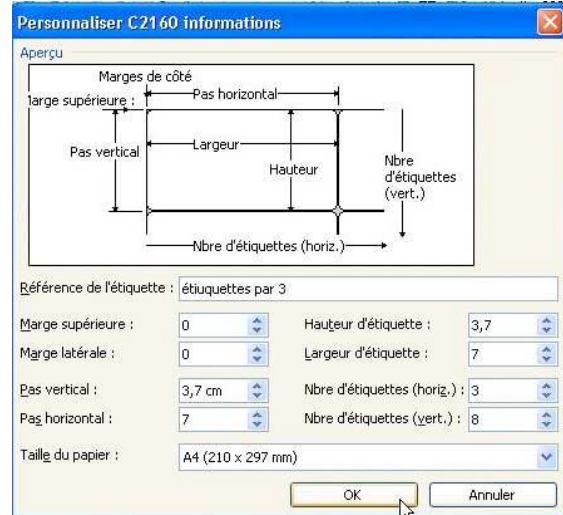 Personnaliser C2160 informations
Aperçu
Marges de côté
Marge supérieure :
Pas horizontal
Pas vertical
Largeur
Hauteur
Nbre
d'étiquettes
(vert.)
Nbre d'étiquettes (horiz.)
Référence de l'étiquette : étiuquettes par 3
Marge supérieure : 0 Hauteur d'étiquette : 3,7
Marge latérale : 0 Largeur d'étiquette : 7
Pas vertical : 3,7 cm Nbre d'étiquettes (horiz.) : 3
Pas horizontal : 7 Nbre d'étiquettes (vert.) : 8
Taille du papier : A4 (210 x 297 mm)
OK Annuler